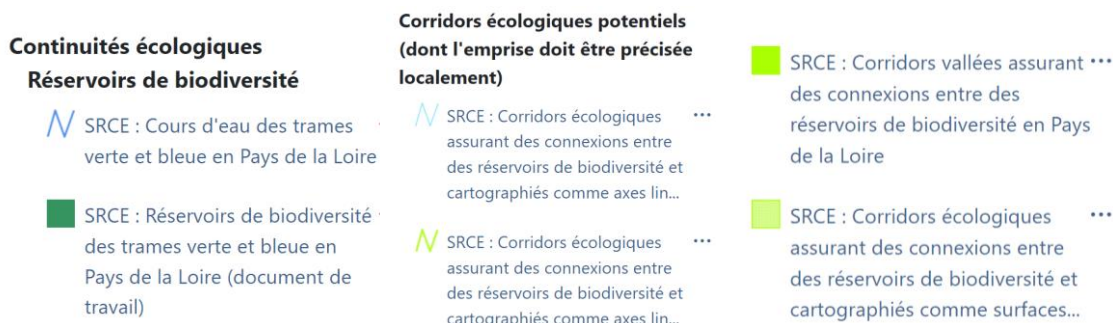 Continuités écologiques
Réservoirs de biodiversité
SRCE : Cours d'eau des trames
verte et bleue en Pays de la Loire
SRCE : Réservoirs de biodiversité
des trames verte et bleue en
Pays de la Loire (document de
travail)
Corridors écologiques potentiels
(dont l'emprise doit être précisée
localement)
SRCE : Corridors écologiques ...
assurant des connexions entre
des réservoirs de biodiversité et
cartographiés comme axes lin...
SRCE : Corridors écologiques ...
assurant des connexions entre
des réservoirs de biodiversité et
cartographiés comme axes lin...
SRCE : Corridors vallées assurant ...
des connexions entre des
réservoirs de biodiversité en Pays
de la Loire
SRCE : Corridors écologiques ...
assurant des connexions entre
des réservoirs de biodiversité et
cartographiés comme surfaces...